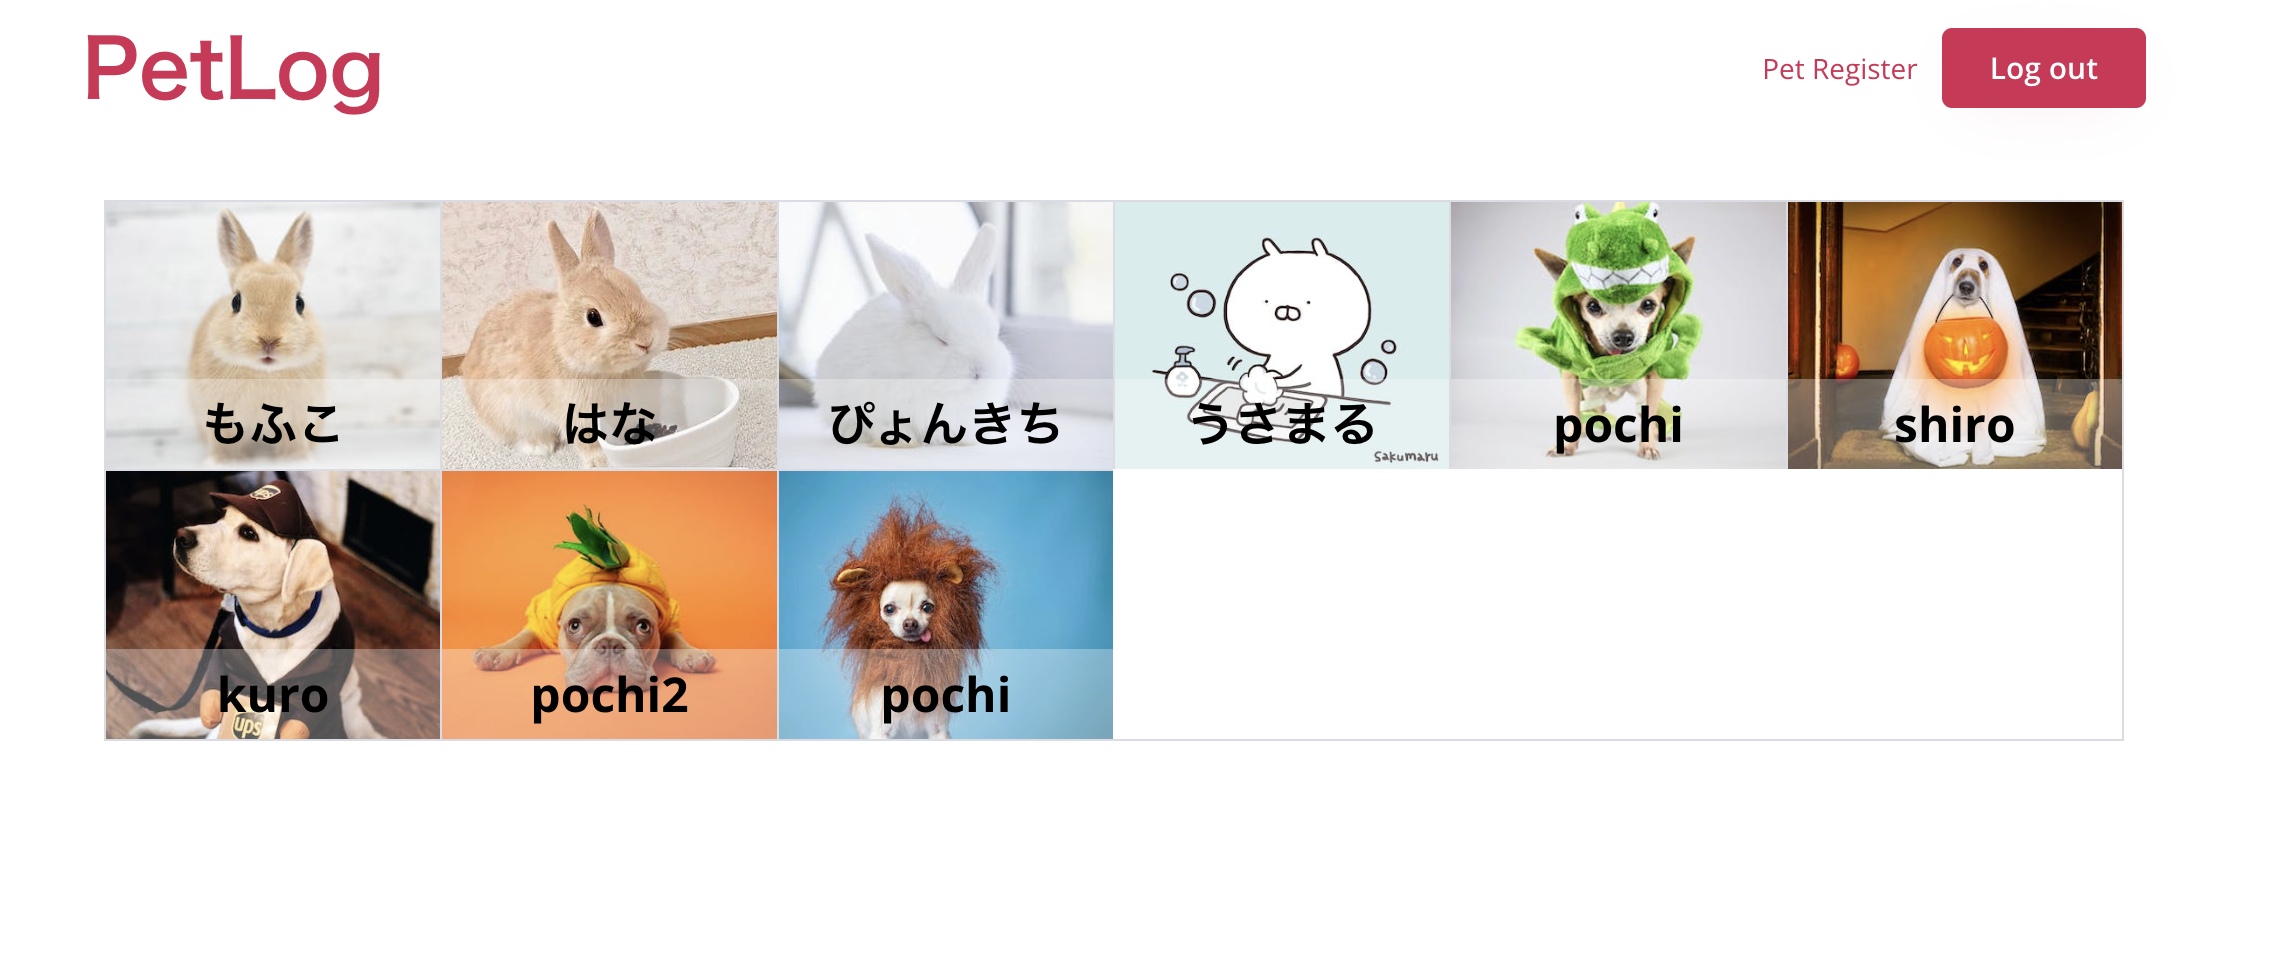 PetLog
Pet Register
Log out
もふこ
はな
ぴょんきち
うさまる
Sakumaru
pochi
shiro
kuro
ups
pochi2
pochi